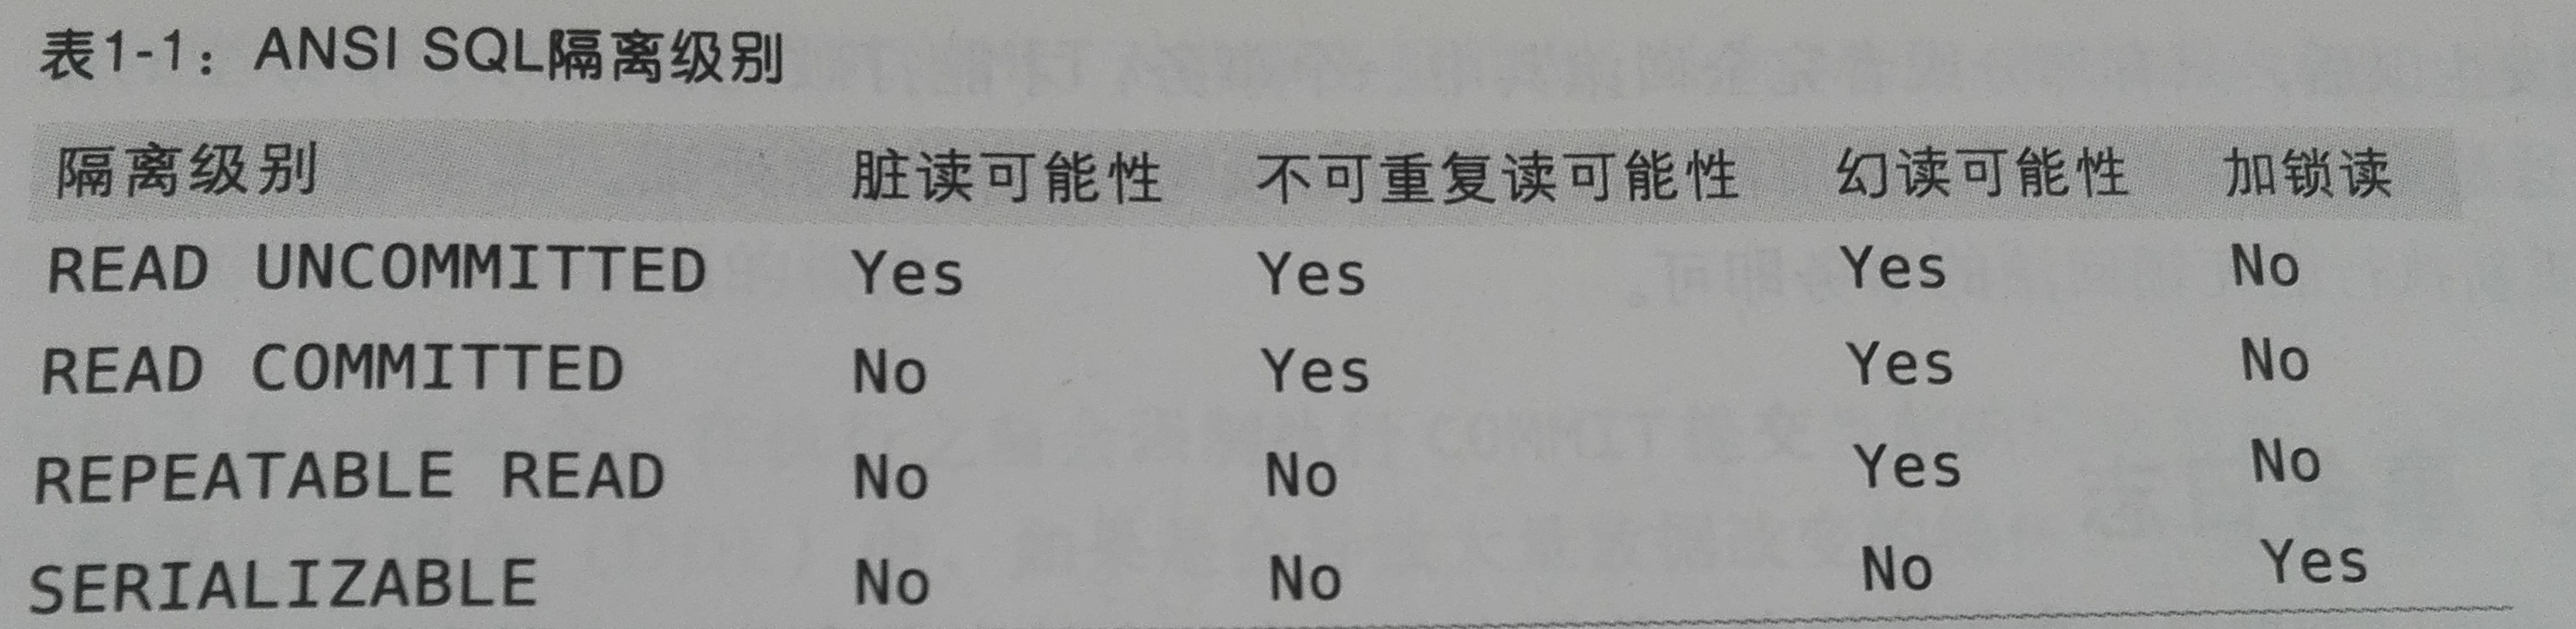 表1-1：ANSI SQL隔离级别
隔离级别 脏读可能性 不可重复读可能性 幻读可能性 加锁读
READ UNCOMMITTED Yes Yes Yes No
READ COMMITTED No Yes Yes No
REPEATABLE READ No No Yes No
SERIALIZABLE No No No Yes